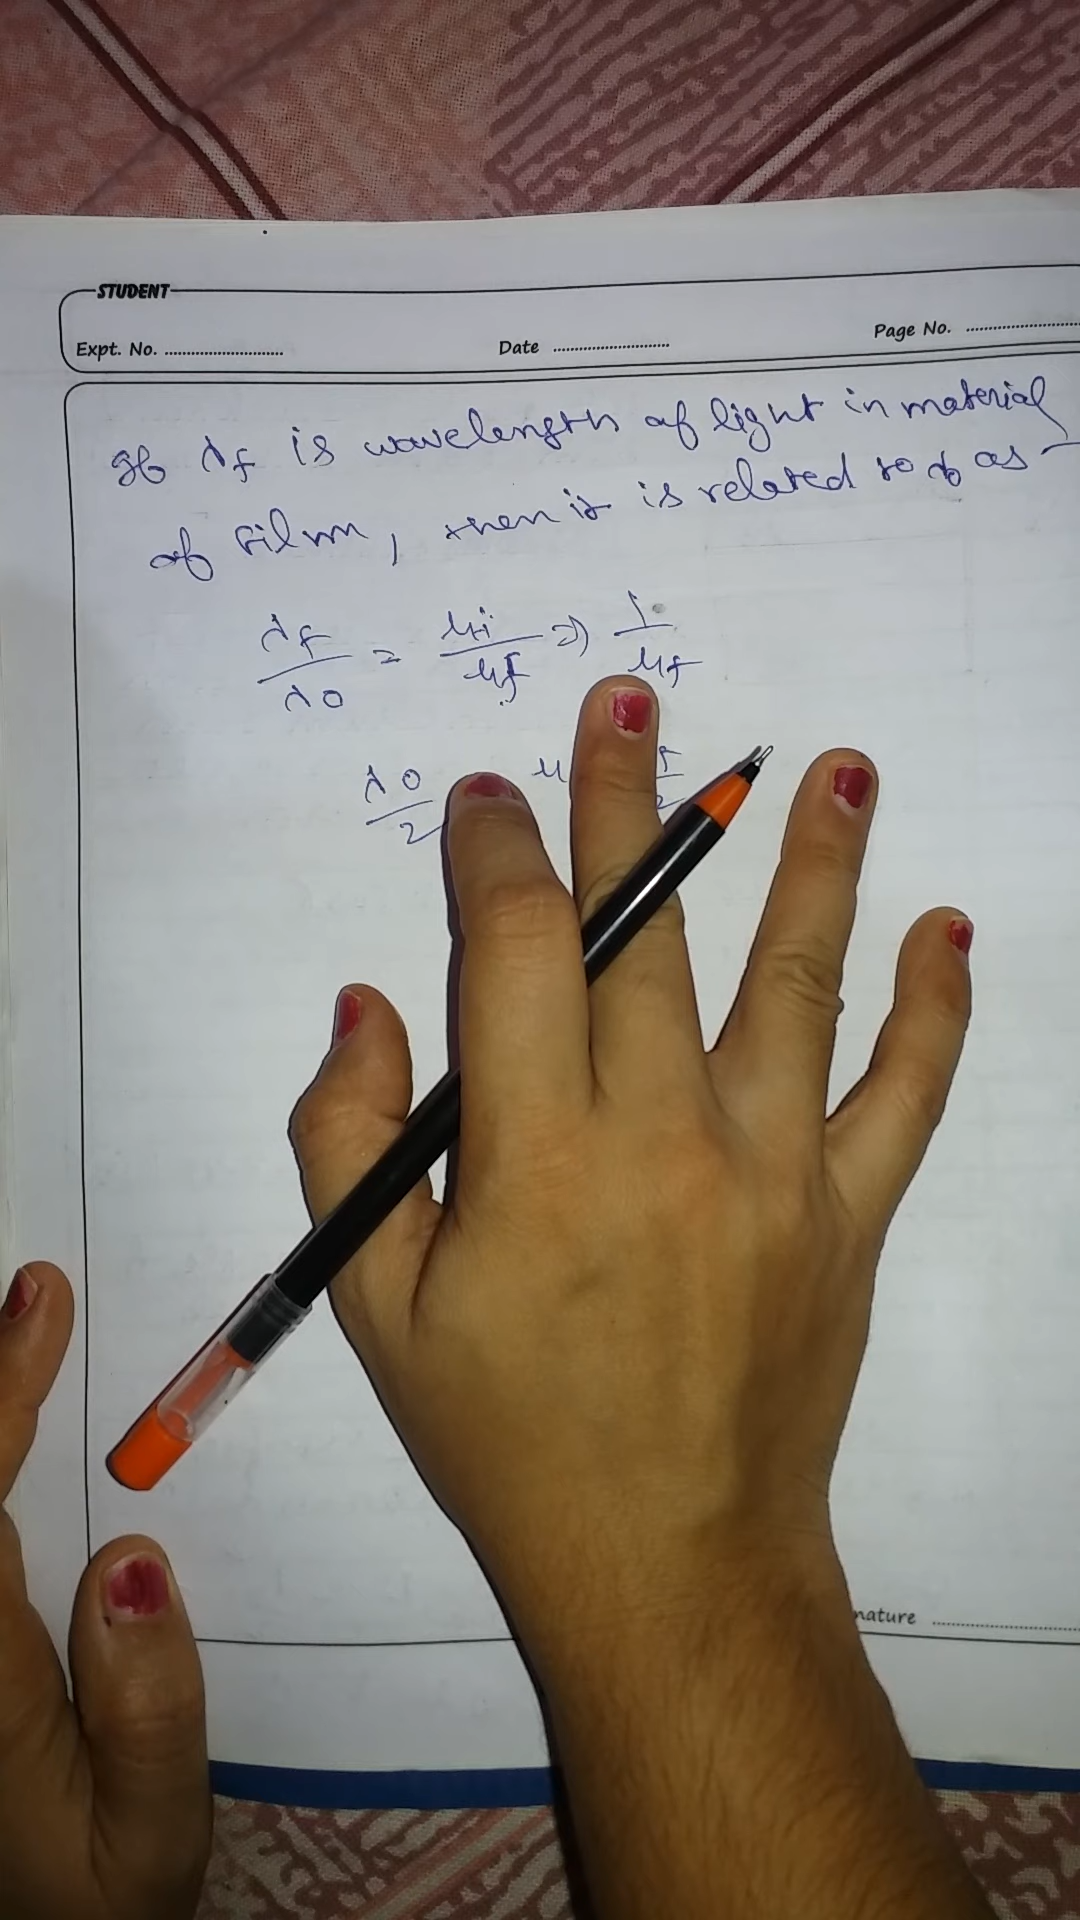 STUDENT
Expt. No. Date Page No.
If λf is wavelength of light in material
of film, then it is related to λo as
λf/λ0 = μi/μf ⇒ 1/μf
λ0/2 μ
nature